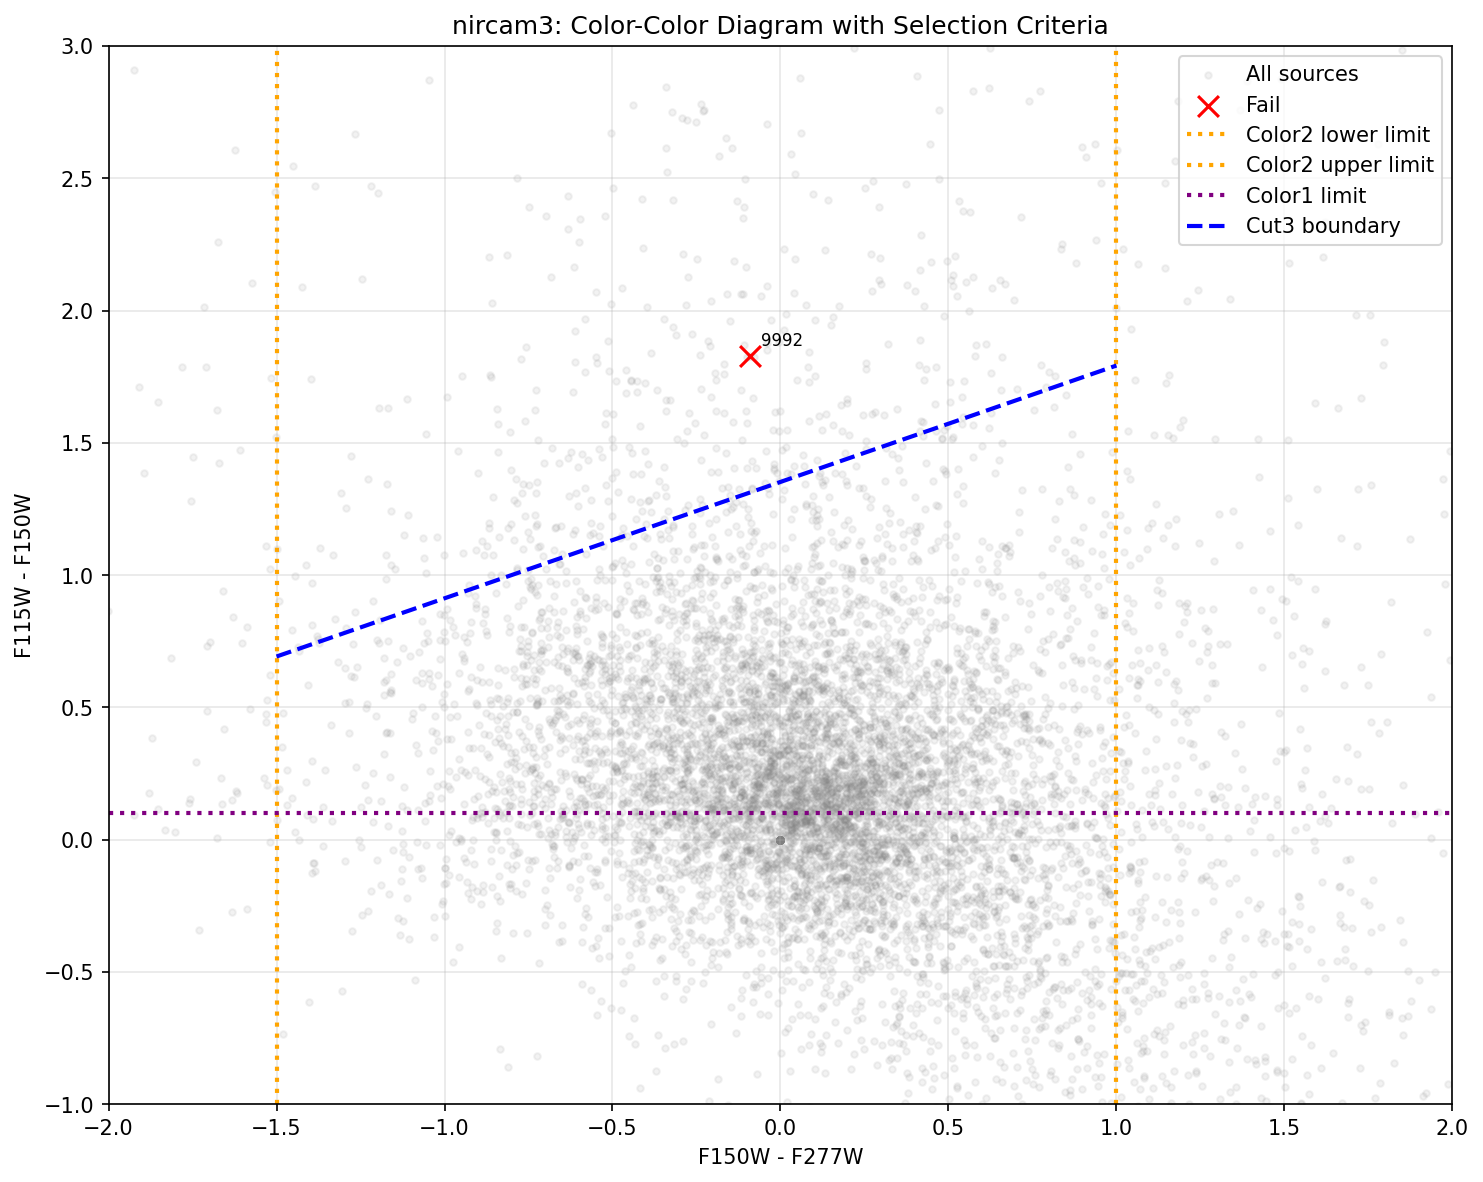 nircam3: Color-Color Diagram with Selection Criteria
3.0
2.5
2.0
1.5
1.0
0.5
0.0
−0.5
−1.0
F115W - F150W
All sources
Fail
Color2 lower limit
Color2 upper limit
Color1 limit
Cut3 boundary
9992
−2.0
−1.5
−1.0
−0.5
0.0
0.5
1.0
1.5
2.0
F150W - F277W